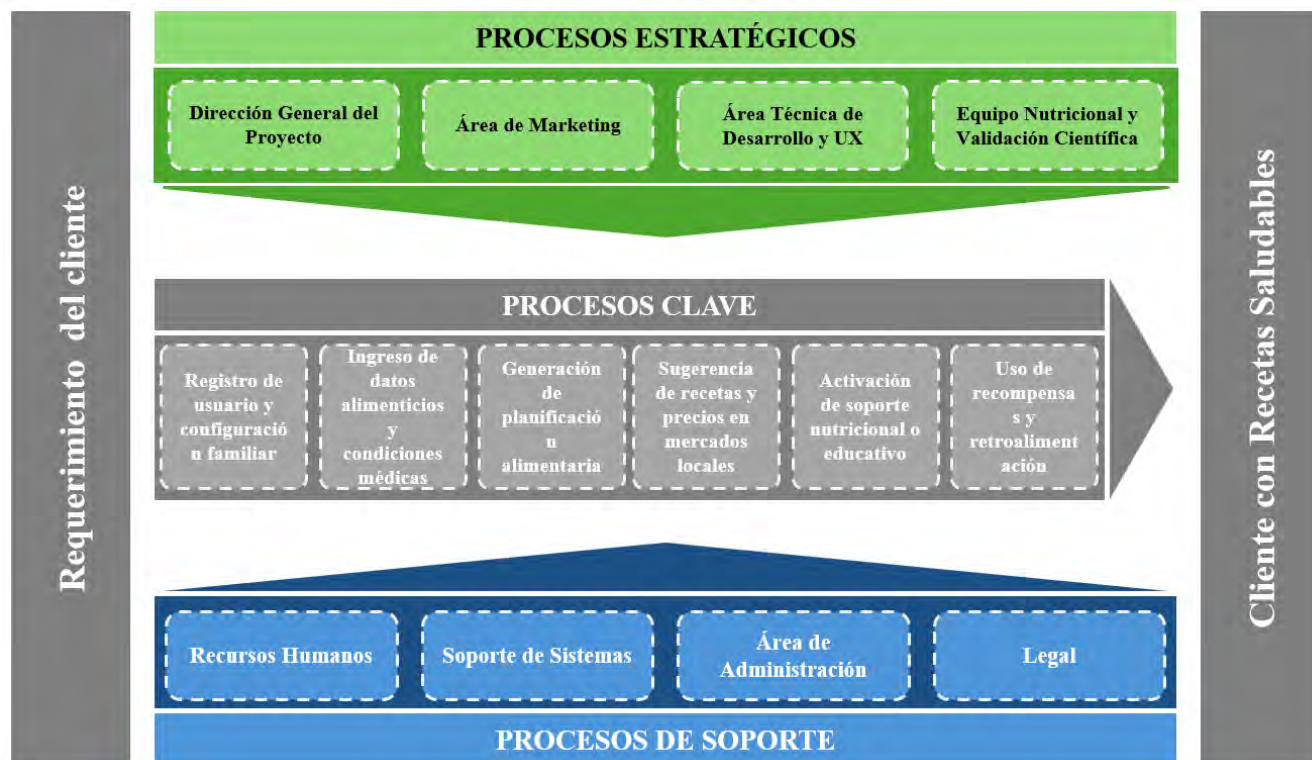 Requerimiento del cliente
PROCESOS ESTRATÉGICOS
Dirección General del
Proyecto
Área de Marketing
Área Técnica de
Desarrollo y UX
Equipo Nutricional y
Validación Científica
PROCESOS CLAVE
Registro de
usuario y
configuració
n familiar
Ingreso de
datos
alimenticios
y
condiciones
médicas
Generación
de
planificació
n
alimentaria
Sugerencia
de recetas y
precios en
mercados
locales
Activación
de soporte
nutricional o
educativo
Uso de
recompensa
s y
retroaliment
ación
Recursos Humanos
Soporte de Sistemas
Área de
Administración
Legal
PROCESOS DE SOPORTE
Cliente con Recetas Saludables